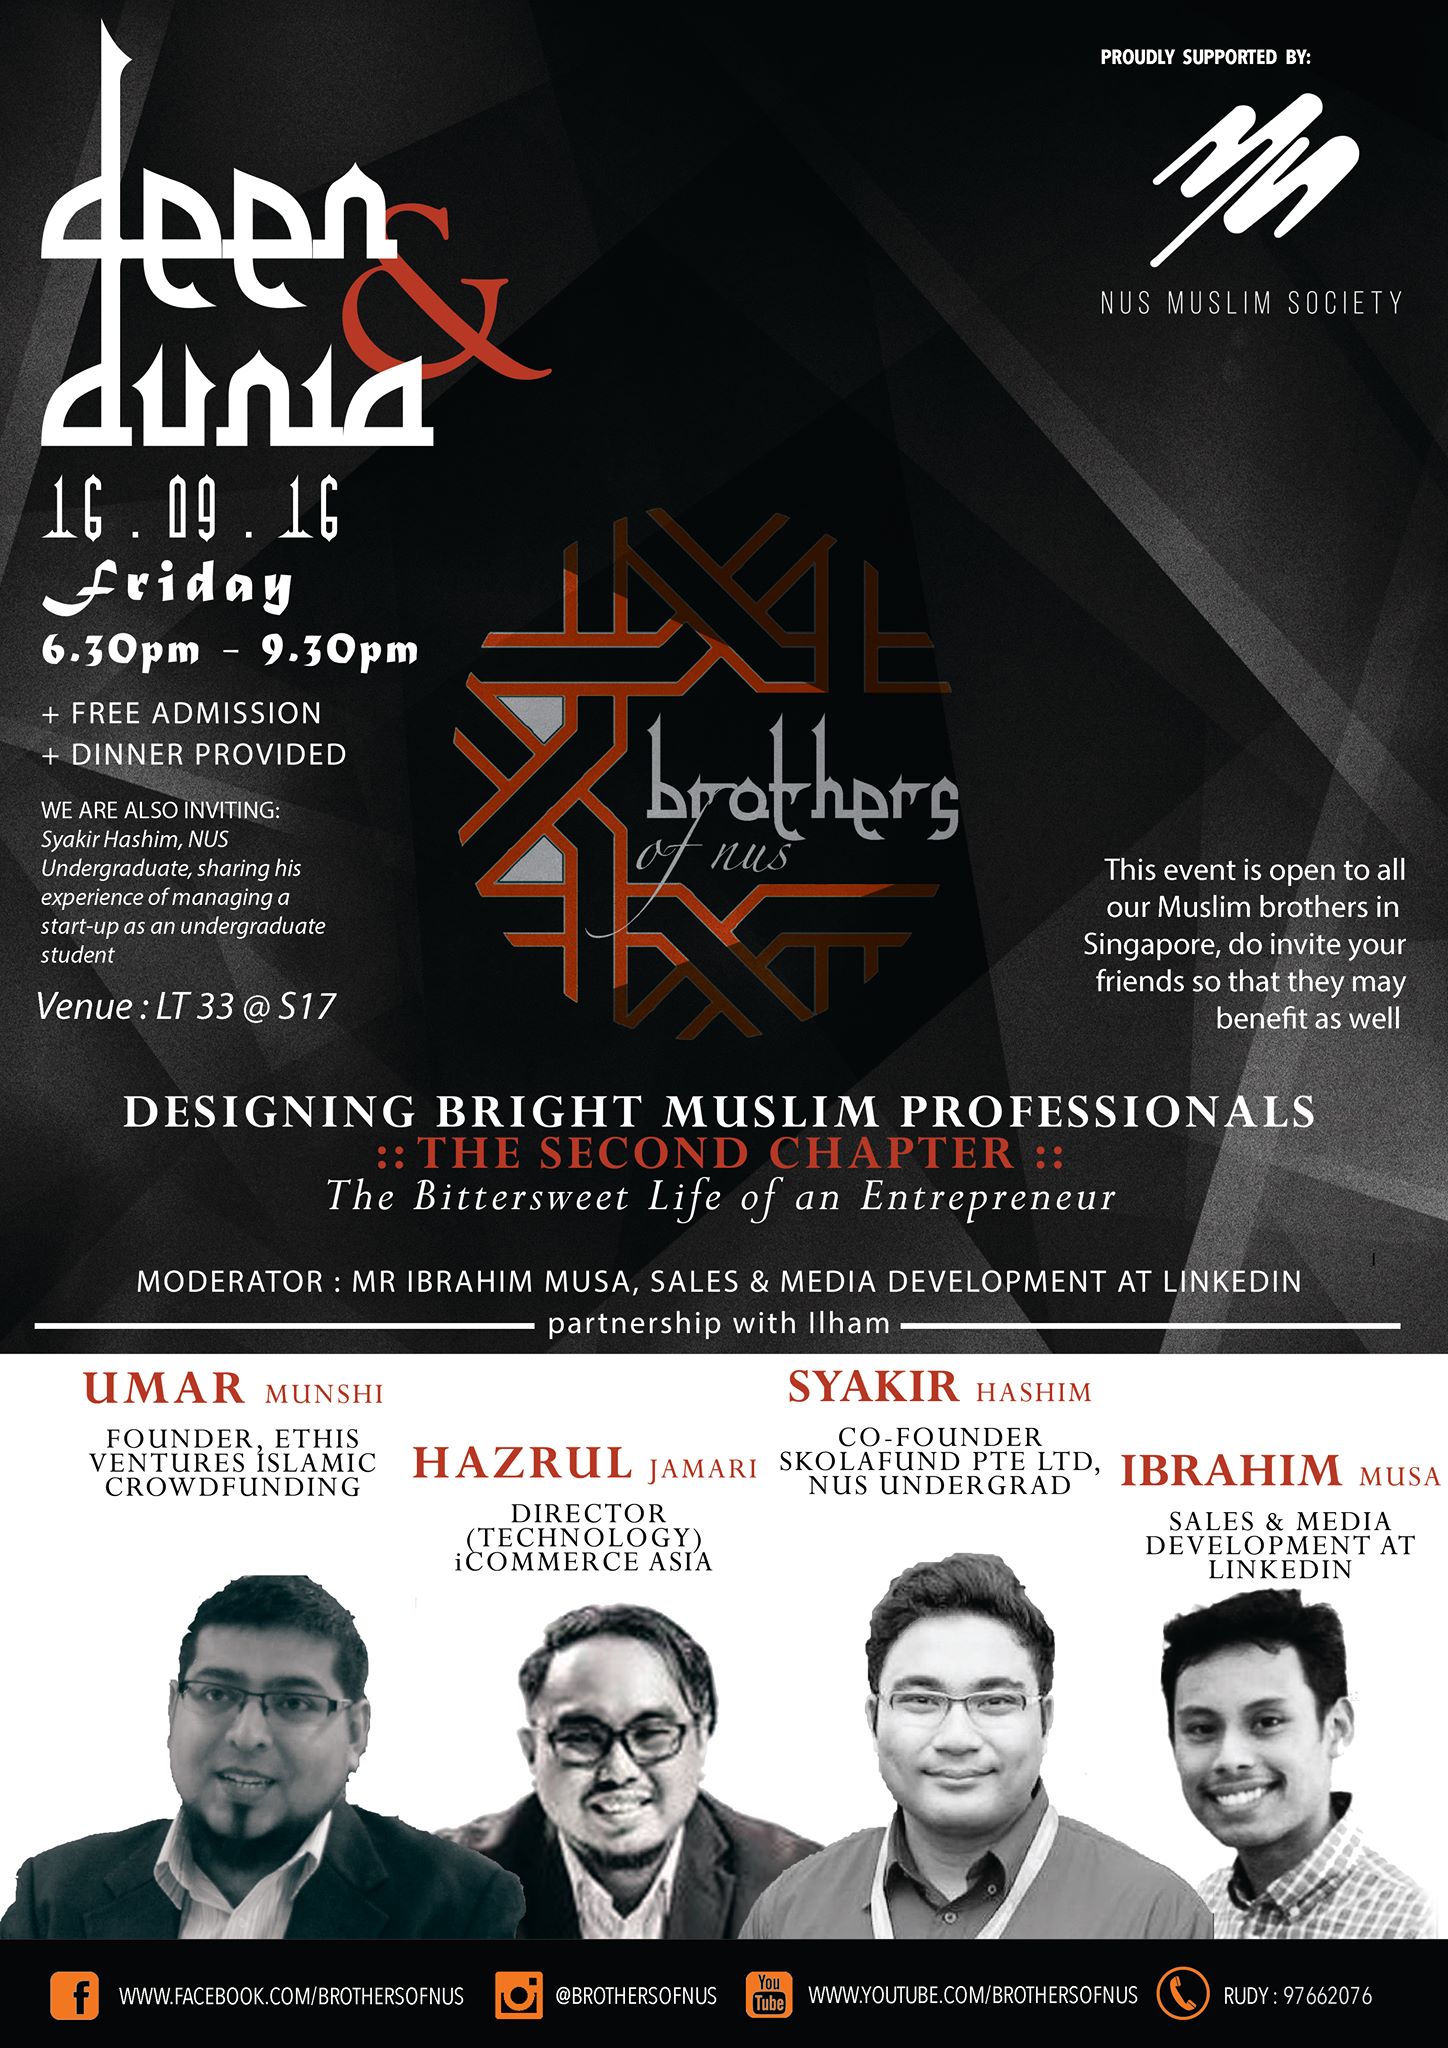 deen
&
dunia
16 . 09 . 16
Friday
6.30pm - 9.30pm
+ FREE ADMISSION
+ DINNER PROVIDED
WE ARE ALSO INVITING:
Syakir Hashim, NUS
Undergraduate, sharing his
experience of managing a
start-up as an undergraduate
student
Venue : LT 33 @ S17
PROUDLY SUPPORTED BY:
NUS MUSLIM SOCIETY
brothers
of nus
This event is open to all
our Muslim brothers in
Singapore, do invite your
friends so that they may
benefit as well
DESIGNING BRIGHT MUSLIM PROFESSIONALS
:: THE SECOND CHAPTER ::
The Bittersweet Life of an Entrepreneur
MODERATOR : MR IBRAHIM MUSA, SALES & MEDIA DEVELOPMENT AT LINKEDIN
partnership with Ilham
UMAR MUNSHI
FOUNDER, ETHIS
VENTURES ISLAMIC
CROWDFUNDING
HAZRUL JAMARI
DIRECTOR
(TECHNOLOGY)
iCOMMERCE ASIA
SYAKIR HASHIM
CO-FOUNDER
SKOLAFUND PTE LTD,
NUS UNDERGRAD
IBRAHIM MUSA
SALES & MEDIA
DEVELOPMENT AT
LINKEDIN
f WWW.FACEBOOK.COM/BROTHERSOFNUS
@BROTHERSOFNUS
You
Tube
WWW.YOUTUBE.COM/BROTHERSOFNUS
RUDY : 97662076